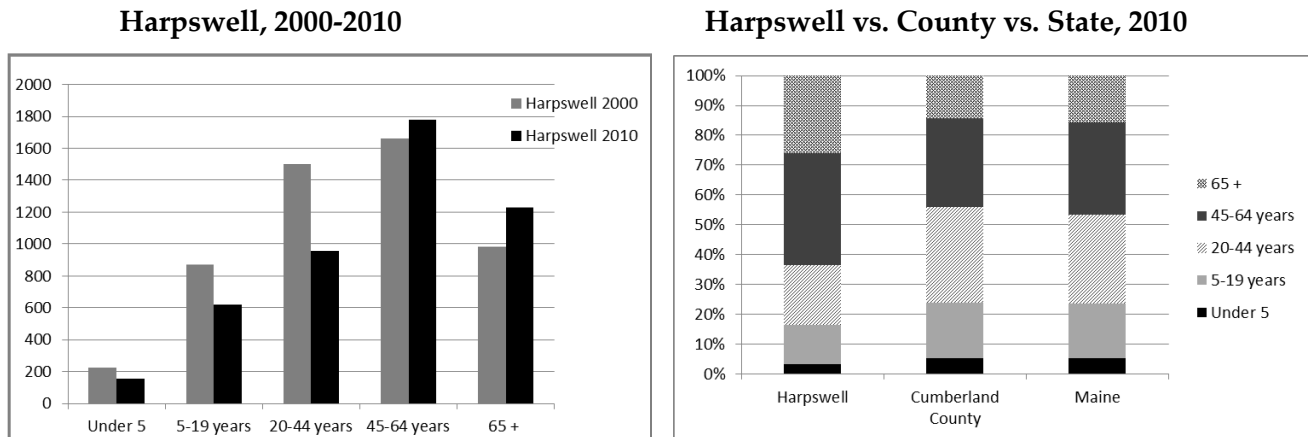 Harpswell, 2000-2010
2000
1800
1600
1400
1200
1000
800
600
400
200
0
Harpswell 2000
Harpswell 2010
Under 5
5-19 years
20-44 years
45-64 years
65 +
Harpswell vs. County vs. State, 2010
100%
90%
80%
70%
60%
50%
40%
30%
20%
10%
0%
65 +
45-64 years
20-44 years
5-19 years
Under 5
Harpswell
Cumberland
County
Maine